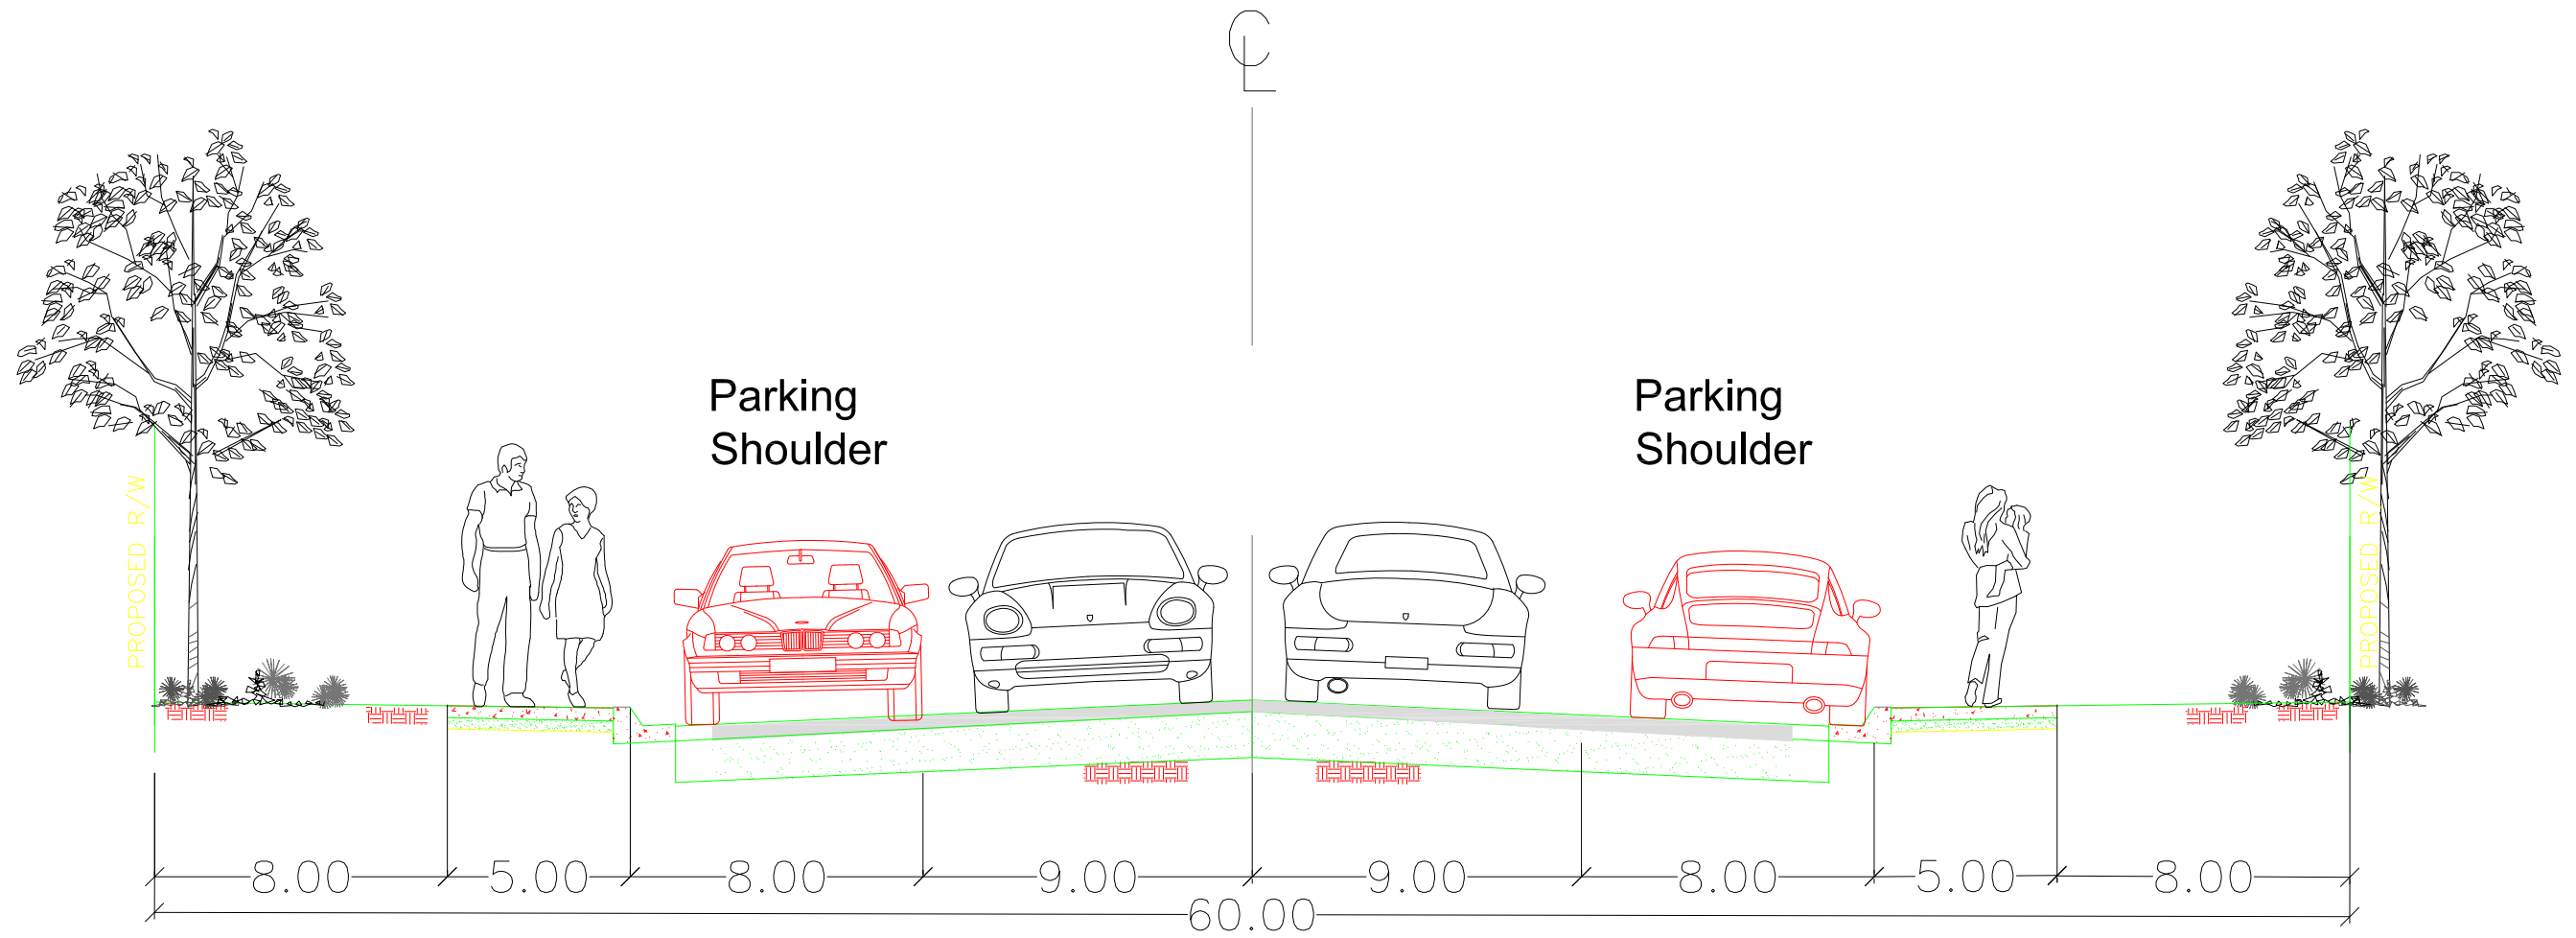 CL
Parking
Shoulder
Parking
Shoulder
PROPOSED R/W
PROPOSED R/W
8.00 5.00 8.00 9.00 9.00 8.00 5.00 8.00
60.00